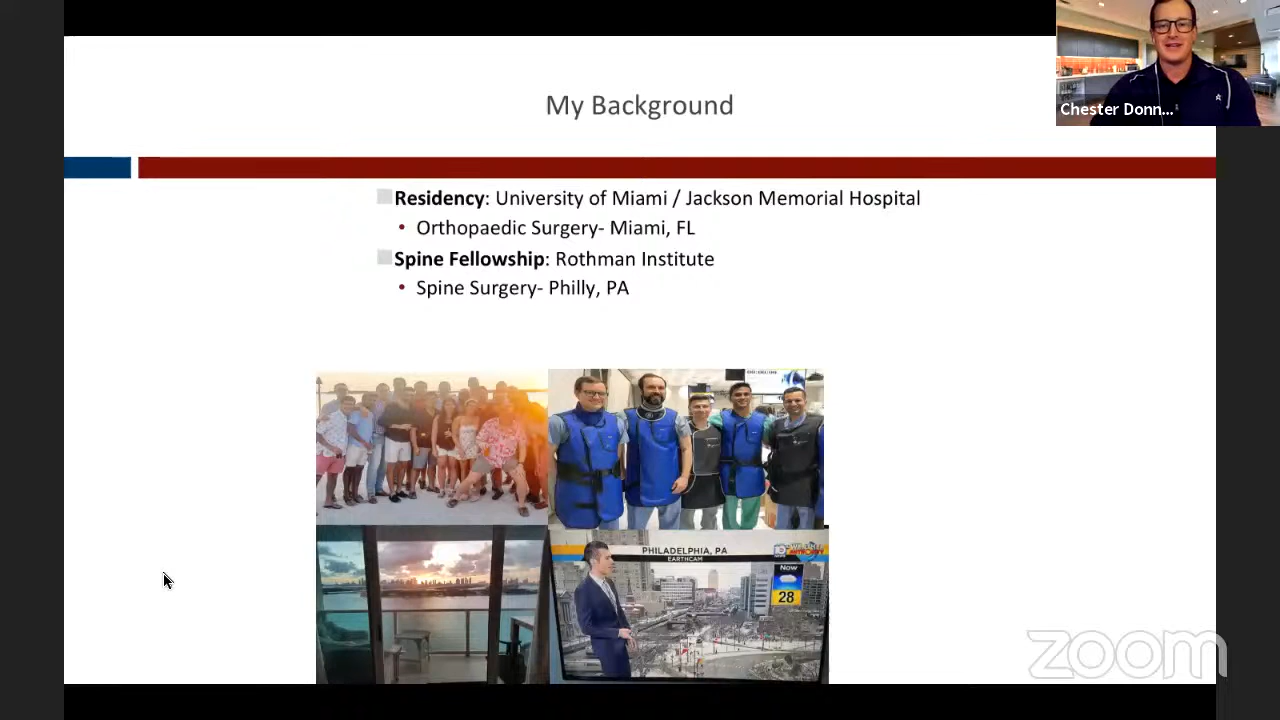 My Background
Chester Donn...
Residency: University of Miami / Jackson Memorial Hospital
• Orthopaedic Surgery- Miami, FL
Spine Fellowship: Rothman Institute
• Spine Surgery- Philly, PA
PHILADELPHIA, PA
EARTHCAM
Now
28
zoom